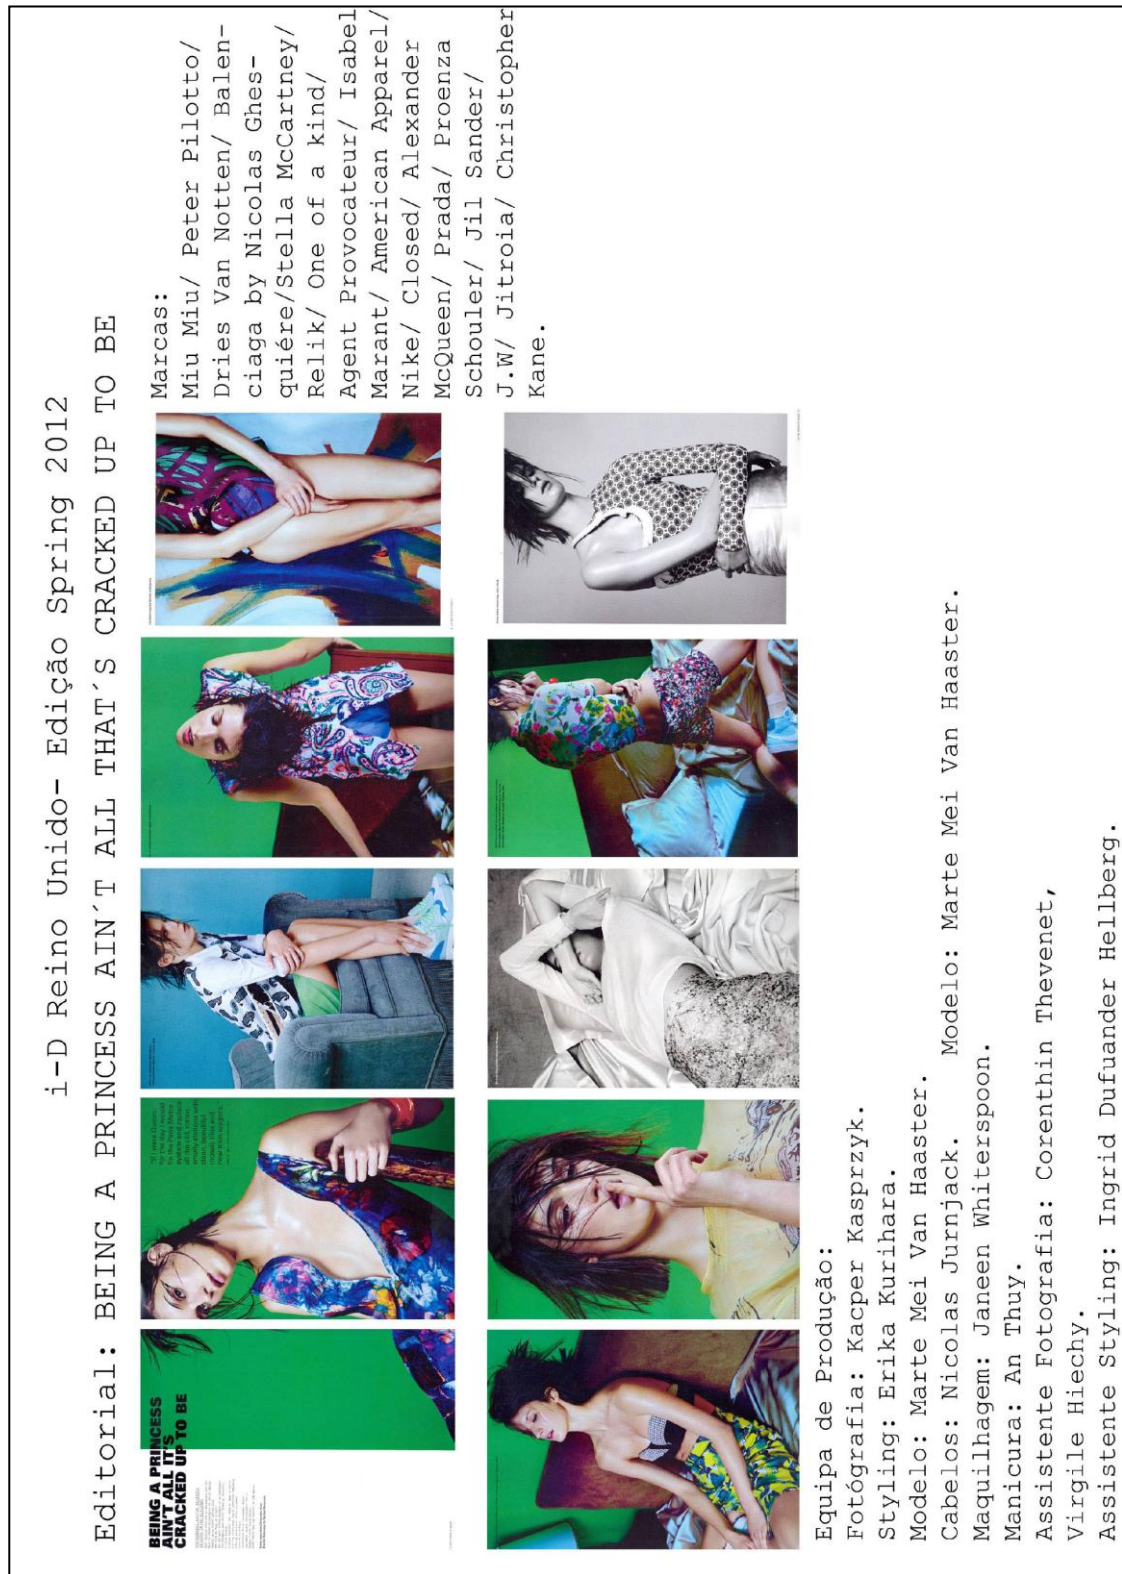 i-D Reino Unido- Edição Spring 2012
Editorial: BEING A PRINCESS AIN´T ALL THAT´S CRACKED UP TO BE
BEING A PRINCESS
AIN'T ALL IT'S
CRACKED UP TO BE
Marcas:
Miu Miu/ Peter Pilotto/
Dries Van Notten/ Balen-
ciaga by Nicolas Ghes-
quiére/Stella McCartney/
Relik/ One of a kind/
Agent Provocateur/ Isabel
Marant/ American Apparel/
Nike/ Closed/ Alexander
McQueen/ Prada/ Proenza
Schouler/ Jil Sander/
J.W/ Jitroia/ Christopher
Kane.
Equipa de Produção:
Fotógrafia: Kacper Kasprzyk.
Styling: Erika Kurihara.
Modelo: Marte Mei Van Haaster.
Cabelos: Nicolas Jurnjack. Modelo: Marte Mei Van Haaster.
Maquilhagem: Janeen Whiterspoon.
Manicura: An Thuy.
Assistente Fotografia: Corenthin Thevenet,
Virgile Hiechy.
Assistente Styling: Ingrid Dufuander Hellberg.